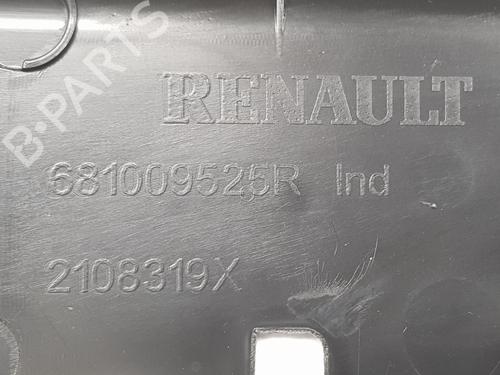 B-PARTS
RENAULT
681009525R Ind
2108319X